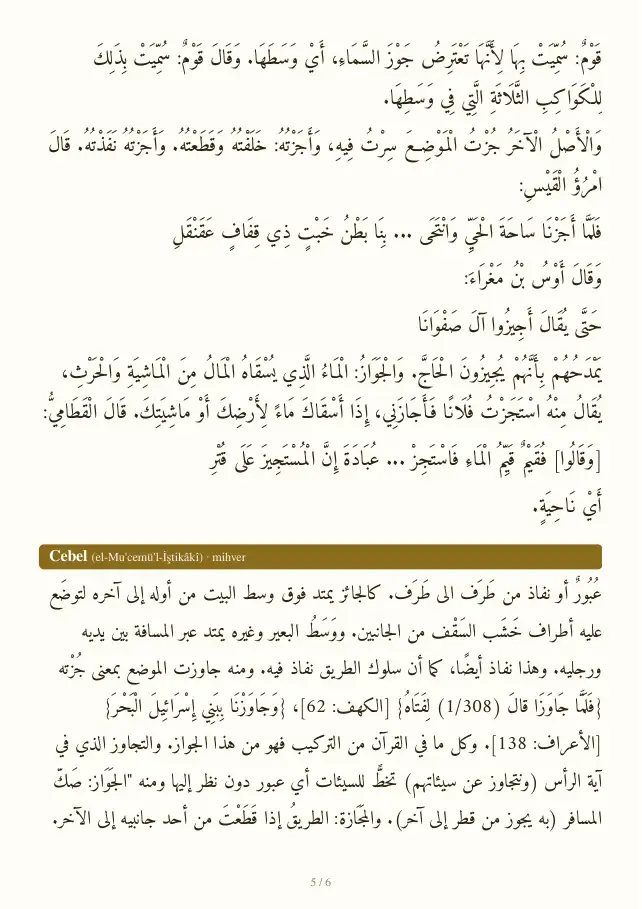 قَوْمٌ: سُمِّيَتْ بِهَا لِأَنَّهَا تَعْتَرِضُ جَوْزَ السَّمَاءِ، أَيْ وَسَطَهَا. وَقَالَ قَوْمٌ: سُمِّيَتْ بِذَلِكَ
لِلْكَوَاكِبِ الثَّلَاثَةِ الَّتِي فِي وَسَطِهَا.
وَالْأَصْلُ الْآخَرُ جُزْتُ الْمَوْضِعَ سِرْتُ فِيهِ، وَأَجَزْتُهُ: خَلَفْتُهُ وَقَطَعْتُهُ. وَأَجَزْتُهُ نَفَذْتُهُ. قَالَ
امْرُؤُ الْقَيْسِ:
فَلَمَّا أَجَزْنَا سَاحَةَ الْحَيِّ وَانْتَحَى ... بِنَا بَطْنُ خَبْتٍ ذِي قِفَافٍ عَقَنْقَلِ
وَقَالَ أَوْسُ بْنُ مَغْرَاءَ:
حَتَّى يُقَالَ أَجِيزُوا آلَ صَفْوَانَا
يَمْدَحُهُمْ بِأَنَّهُمْ يُجِيزُونَ الْحَاجَّ. وَالْجَوَازُ: الْمَاءُ الَّذِي يُسْقَاهُ الْمَالُ مِنَ الْمَاشِيَةِ وَالْحَرْثِ،
يُقَالُ مِنْهُ اسْتَجَزْتُ فُلَانًا فَأَجَازَنِي، إِذَا أَسْقَاكَ مَاءً لِأَرْضِكَ أَوْ مَاشِيَتِكَ. قَالَ الْقَطَامِيُّ:
[وَقَالُوا] فُقَيْمٌ قَيِّمُ الْمَاءِ فَاسْتَجِزْ ... عُبَادَةَ إِنَّ الْمُسْتَجِيزَ عَلَى قُتْرِ
أَيْ نَاحِيَةٍ.
Cebel (el-Mu'cemü'l-İştikâkî) · mihver
عُبُورٌ أو نفاذ من طَرَف الى طَرَف. كالجائز يمتد فوق وسط البيت من أوله إلى آخره لتوضَع
عليه أطراف خَشَب السَقْف من الجانبين. ووَسَطُ البعير وغيره يمتد عبر المسافة بين يديه
ورجليه. وهذا نفاذ أيضًا، كما أن سلوك الطريق نفاذ فيه. ومنه جاوزت الموضع بمعنى جُزْته
{فَلَمَّا جَاوَزَا قالَ (1/308) لِفَتَاهُ} [الكهف: 62]، {وَجَاوَزْنَا بِبَنِي إِسْرَائِيلَ الْبَحْرَ}
[الأعراف: 138]. وكل ما في القرآن من التركيب فهو من هذا الجواز. والتجاوز الذي في
آية الرأس (ونتجاوز عن سيئاتهم) تخطٍّ للسيئات أي عبور دون نظر إليها ومنه "الجَوَاز: صَكّ
المسافر (به يجوز من قطر إلى آخر). والمجَازة: الطريقُ إذا قَطَعْتَ من أحد جانبيه إلى الآخر.
5 / 6